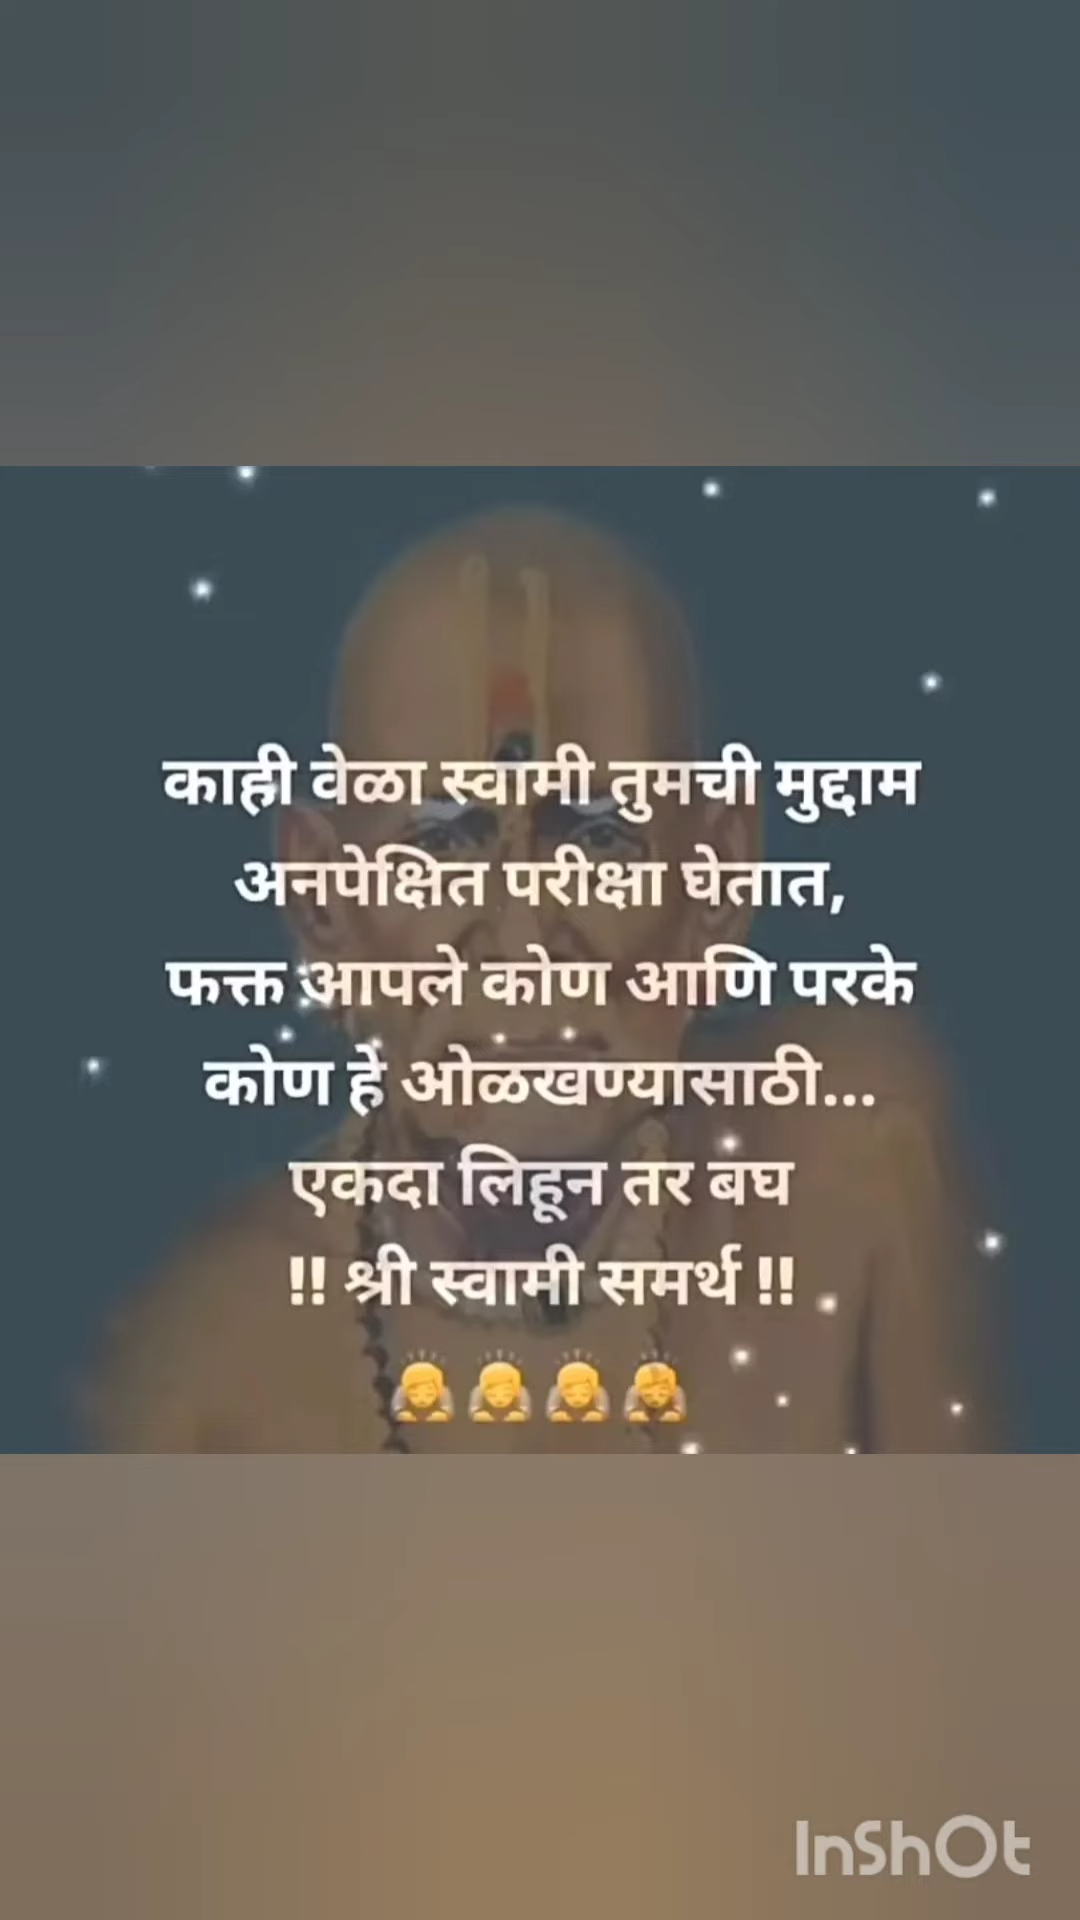 काही वेळा स्वामी तुमची मुद्दाम
अनपेक्षित परीक्षा घेतात,
फक्त आपले कोण आणि परके
कोण हे ओळखण्यासाठी...
एकदा लिहून तर बघ
!! श्री स्वामी समर्थ !!
InShOt